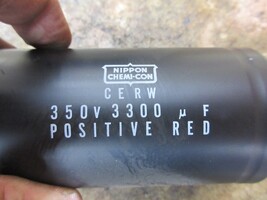 NIPPON
CHEMI-CON
CERW
350V 3300 μF
POSITIVE RED